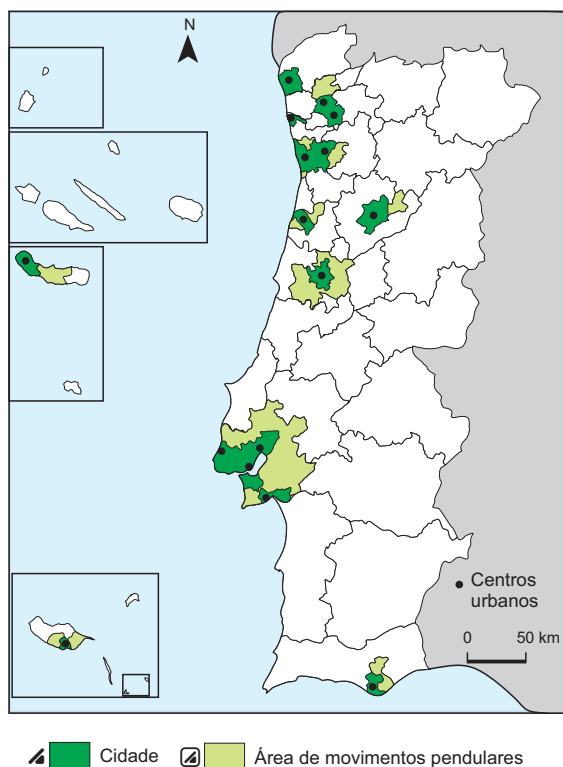 N
Centros
urbanos
0 50 km
Cidade Área de movimentos pendulares